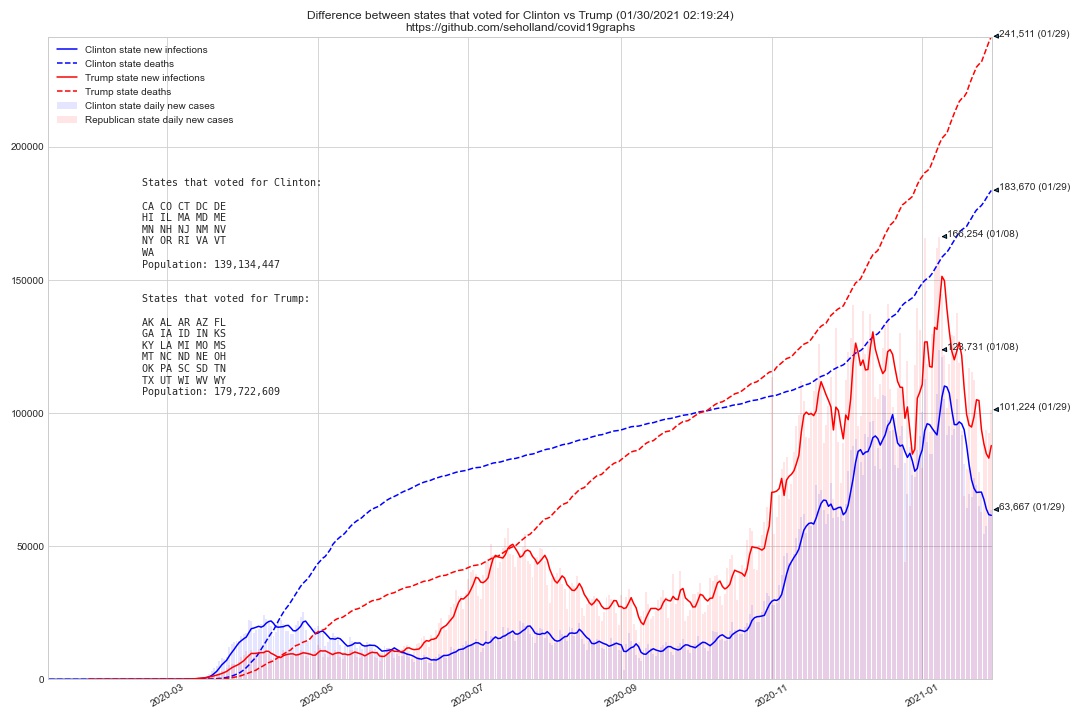 Difference between states that voted for Clinton vs Trump (01/30/2021 02:19:24)
https://github.com/seholland/covid19graphs
Clinton state new infections
Clinton state deaths
Trump state new infections
Trump state deaths
Clinton state daily new cases
Republican state daily new cases
States that voted for Clinton:
CA CO CT DC DE
HI IL MA MD ME
MN NH NJ NM NV
NY OR RI VA VT
WA
Population: 139,134,447
States that voted for Trump:
AK AL AR AZ FL
GA IA ID IN KS
KY LA MI MO MS
MT NC ND NE OH
OK PA SC SD TN
TX UT WI WV WY
Population: 179,722,609
241,511 (01/29)
183,670 (01/29)
(01/08)
(01/08)
101,224 (01/29)
63,667 (01/29)
200000
150000
100000
50000
0
2020-03
2020-05
2020-07
2020-09
2020-11
2021-01